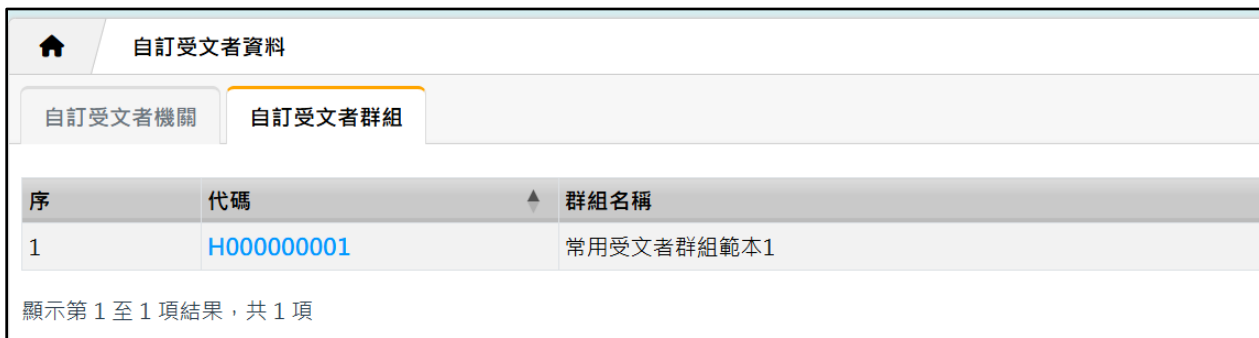 自訂受文者資料
自訂受文者機關 自訂受文者群組
序 代碼 群組名稱
1 H000000001 常用受文者群組範本1
顯示第 1 至 1 項結果，共 1 項